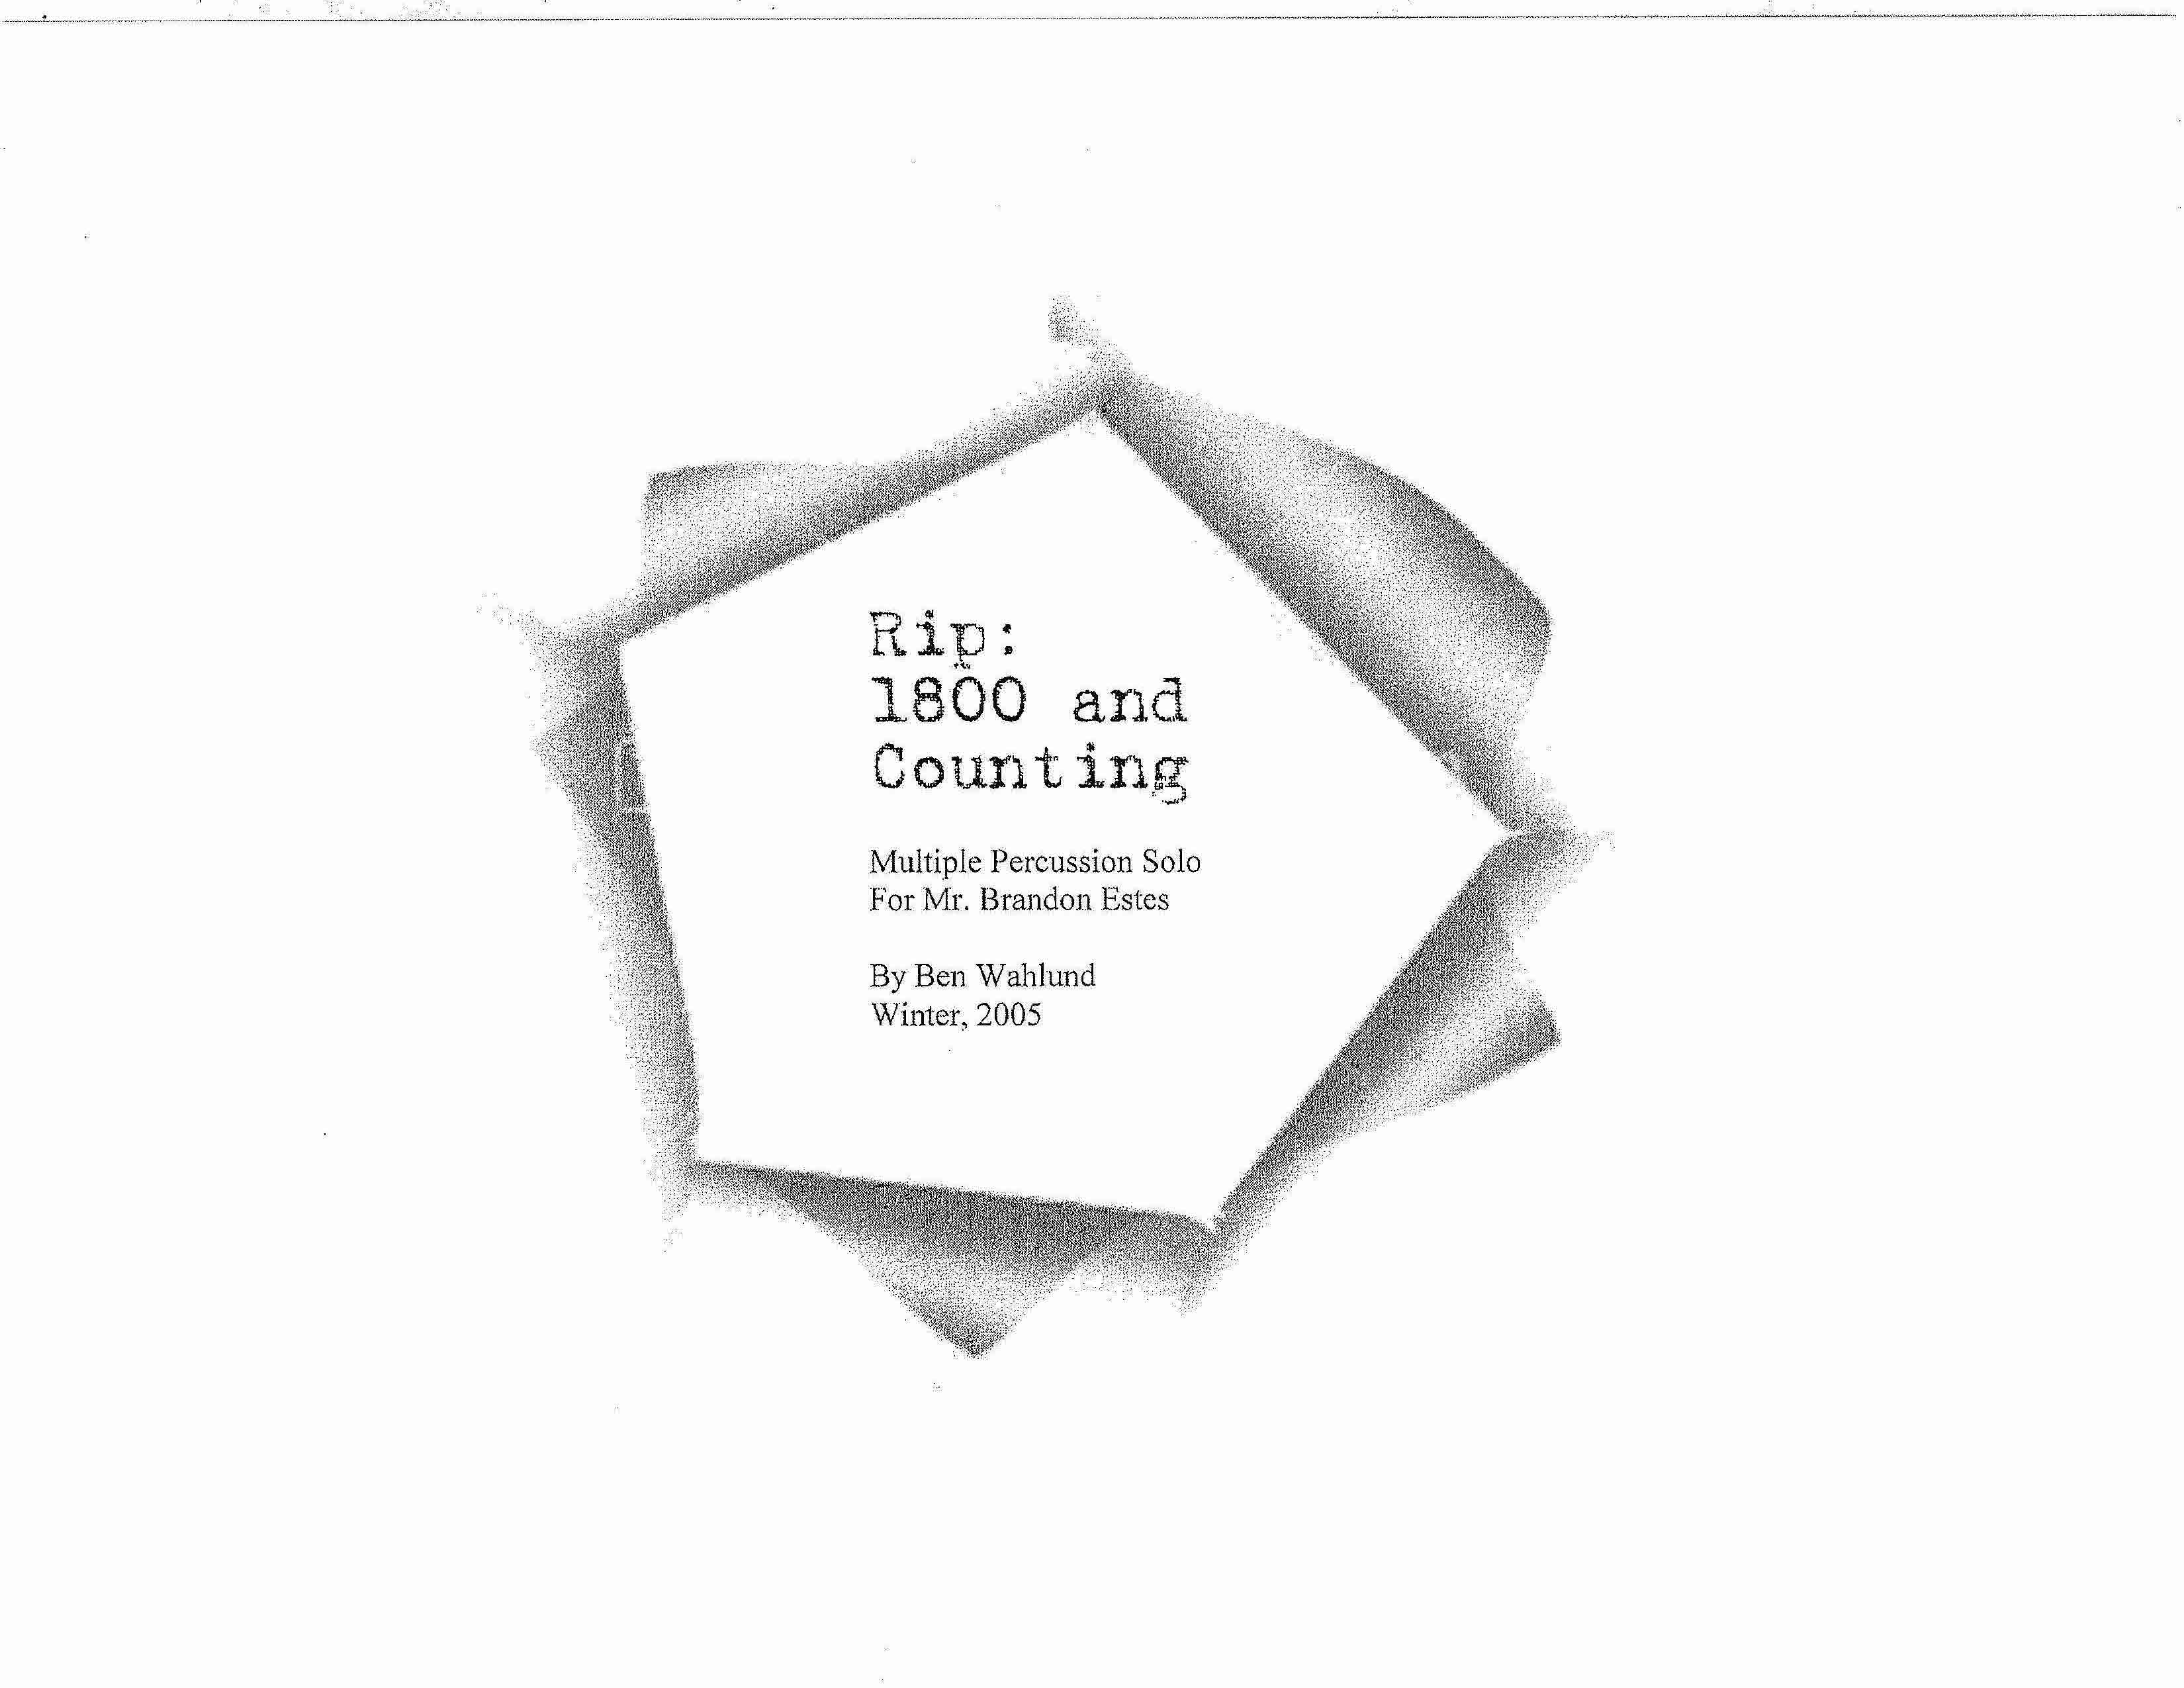 Rip:
1800 and
Counting
Multiple Percussion Solo
For Mr. Brandon Estes
By Ben Wahlund
Winter, 2005